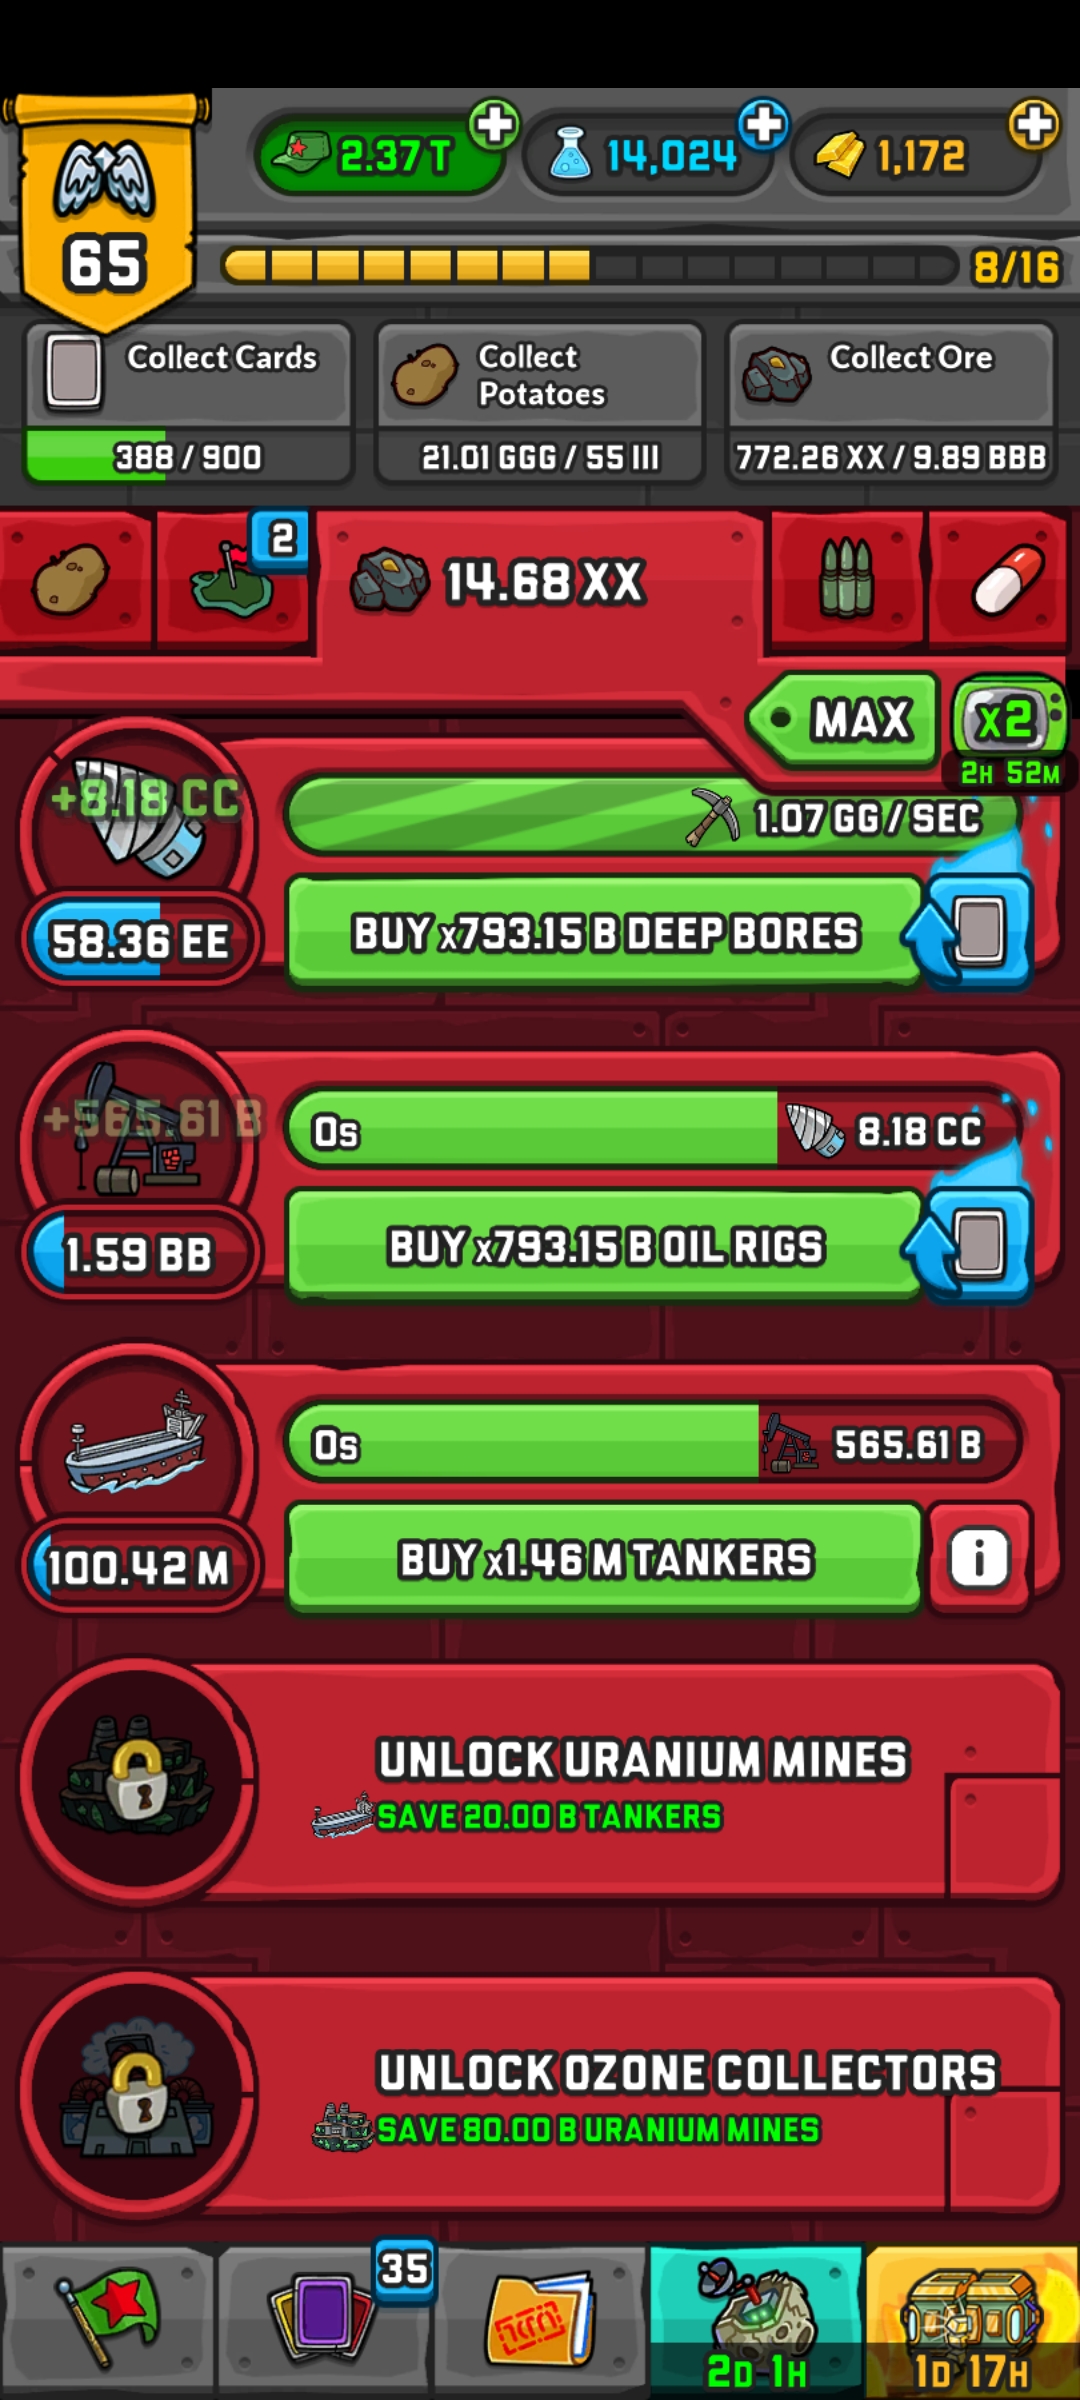 2.37 T
14,024
1,172
65
8/16
Collect Cards
388 / 900
Collect
Potatoes
21.01 GGG / 55 III
Collect Ore
772.26 XX / 9.89 BBB
2
14.68 XX
MAX
x2
2H 52M
+8.18 CC
1.07 GG / SEC
58.36 EE
BUY x793.15 B DEEP BORES
+565.61 B
0s
8.18 CC
1.59 BB
BUY x793.15 B OIL RIGS
0s
565.61 B
100.42 M
BUY x1.46 M TANKERS
i
UNLOCK URANIUM MINES
SAVE 20.00 B TANKERS
UNLOCK OZONE COLLECTORS
SAVE 80.00 B URANIUM MINES
35
2D 1H
1D 17H